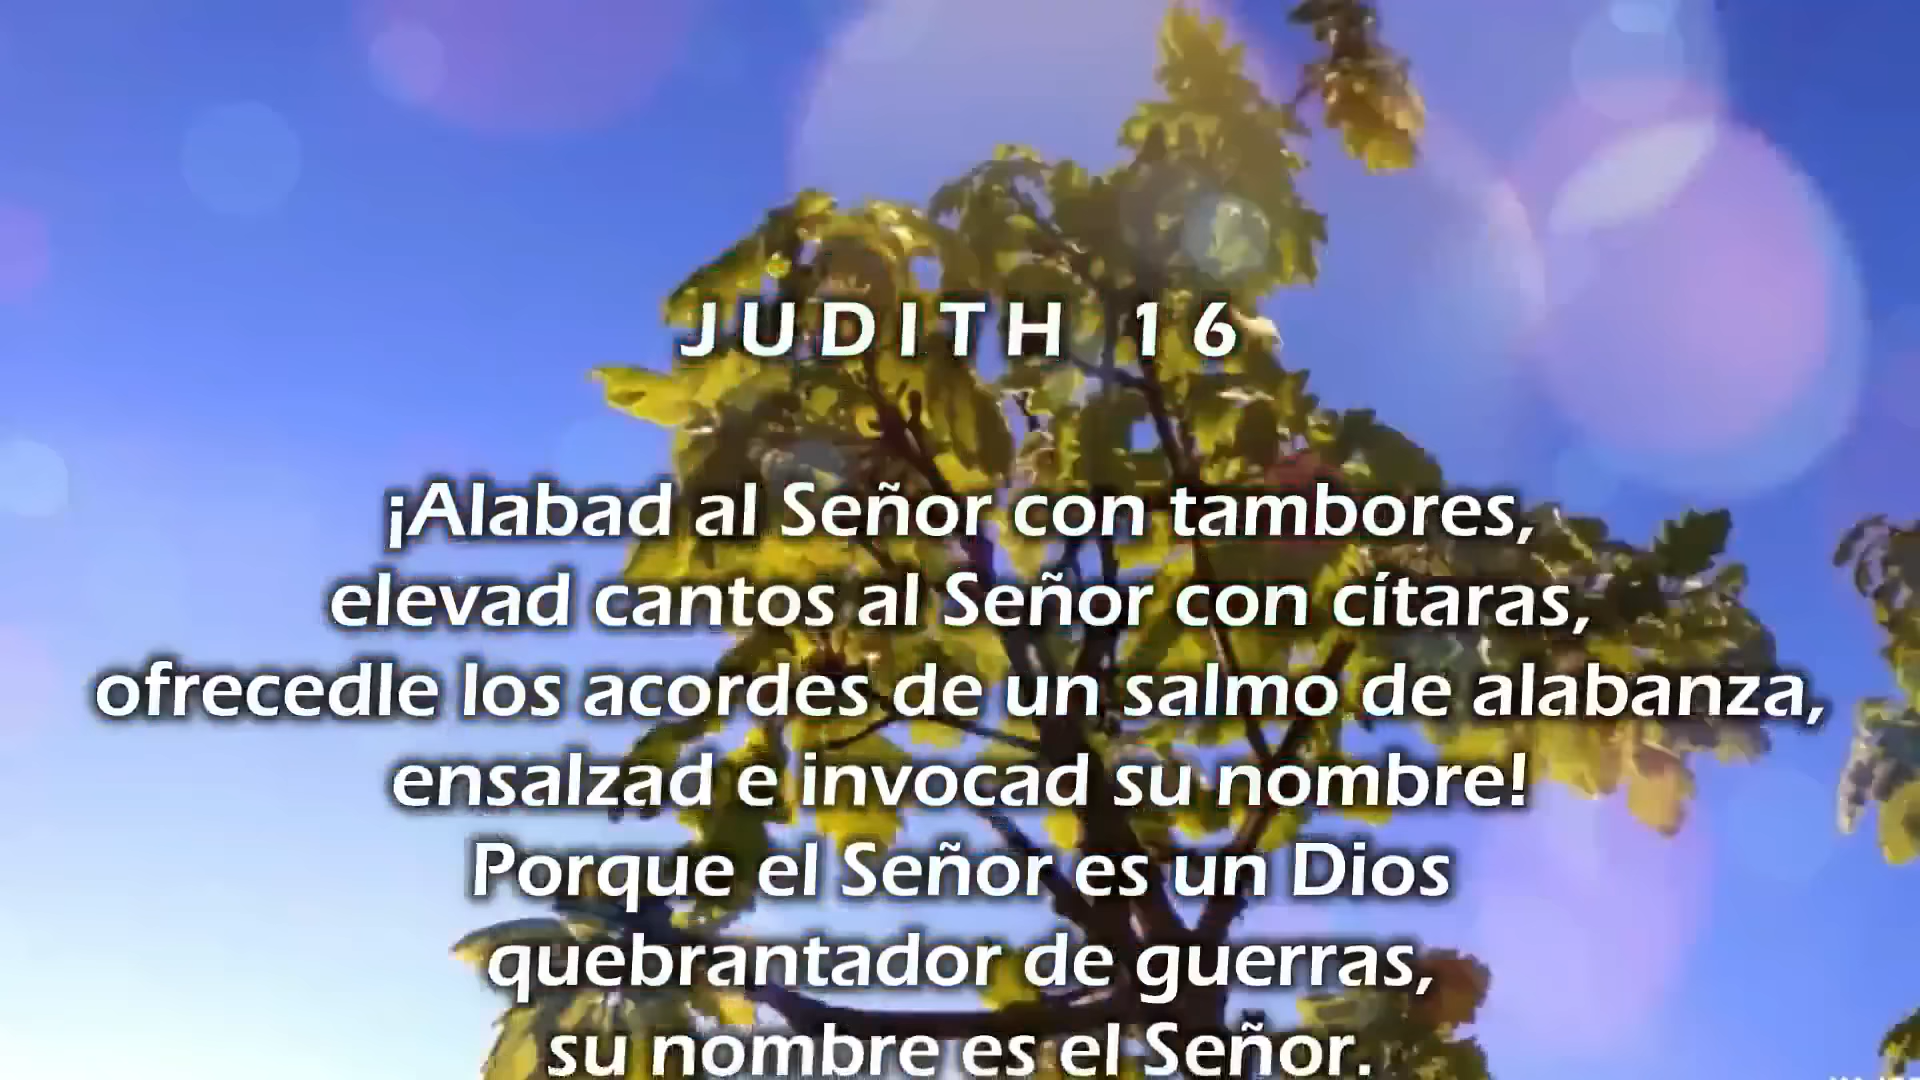 JUDITH 16
¡Alabad al Señor con tambores,
elevad cantos al Señor con cítaras,
ofrecedle los acordes de un salmo de alabanza,
ensalzad e invocad su nombre!
Porque el Señor es un Dios
quebrantador de guerras,
su nombre es el Señor.